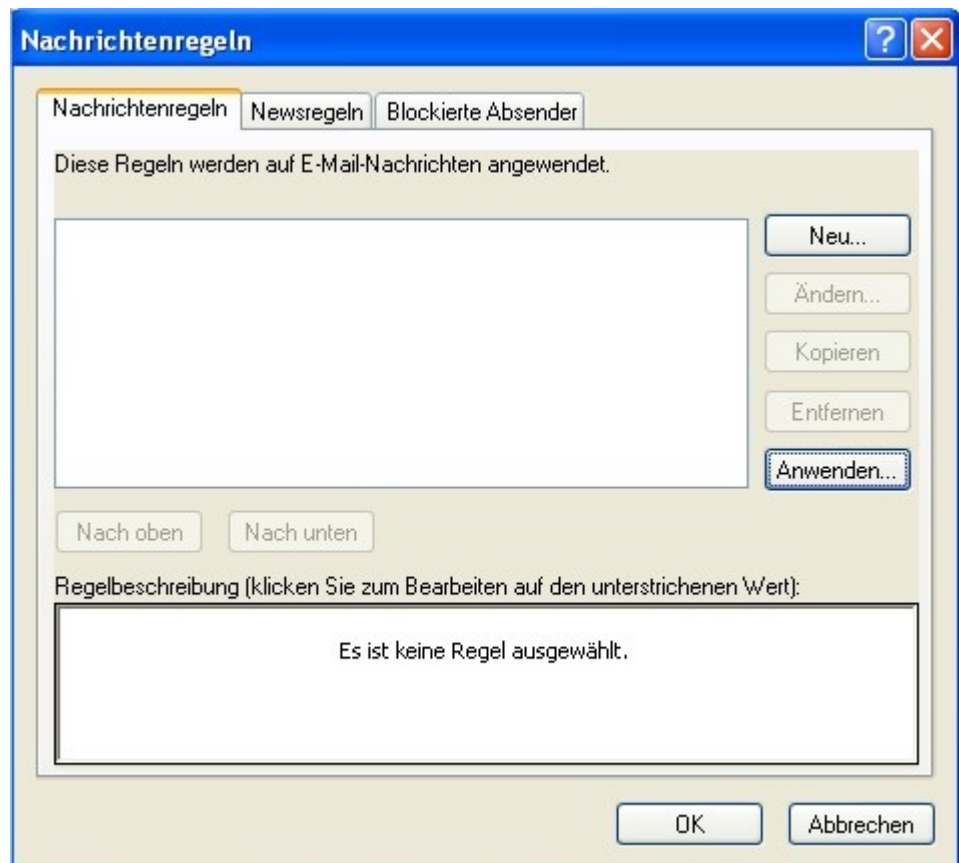 Nachrichtenregeln
Nachrichtenregeln Newsregeln Blockierte Absender
Diese Regeln werden auf E-Mail-Nachrichten angewendet.
Neu...
Ändern...
Kopieren
Entfernen
Anwenden...
Nach oben Nach unten
Regelbeschreibung (klicken Sie zum Bearbeiten auf den unterstrichenen Wert):
Es ist keine Regel ausgewählt.
OK Abbrechen